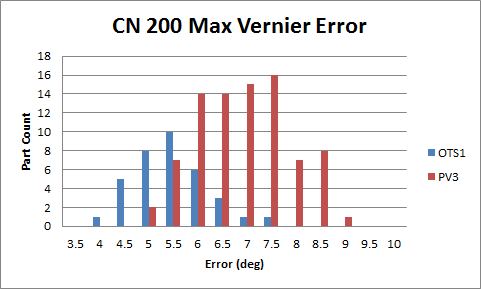 CN 200 Max Vernier Error
18
16
14
12
10
8
6
4
2
0
Part Count
3.5 4 4.5 5 5.5 6 6.5 7 7.5 8 8.5 9 9.5 10
Error (deg)
OTS1
PV3